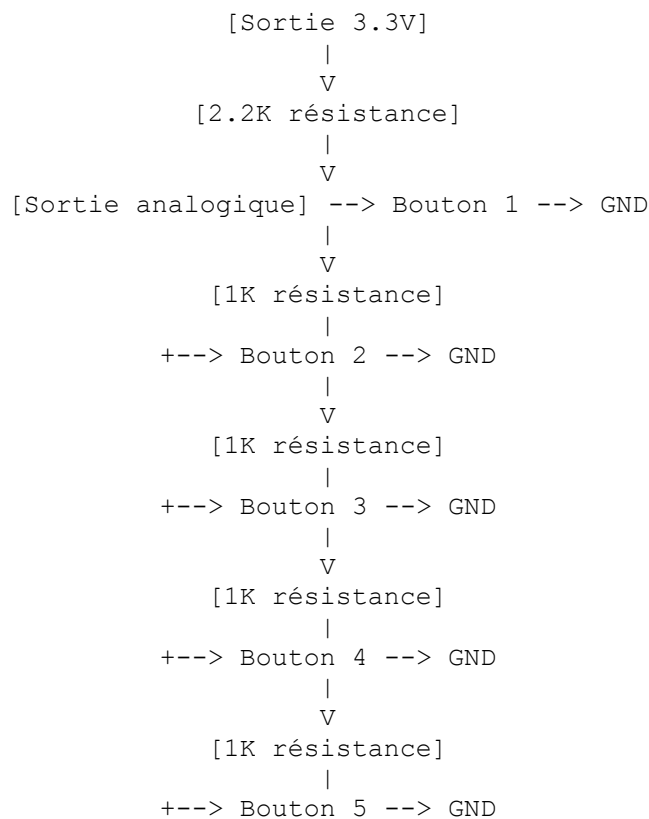 [Sortie 3.3V]
|
V
[2.2K résistance]
|
V
[Sortie analogique] --> Bouton 1 --> GND
|
V
[1K résistance]
|
+--> Bouton 2 --> GND
|
V
[1K résistance]
|
+--> Bouton 3 --> GND
|
V
[1K résistance]
|
+--> Bouton 4 --> GND
|
V
[1K résistance]
|
+--> Bouton 5 --> GND